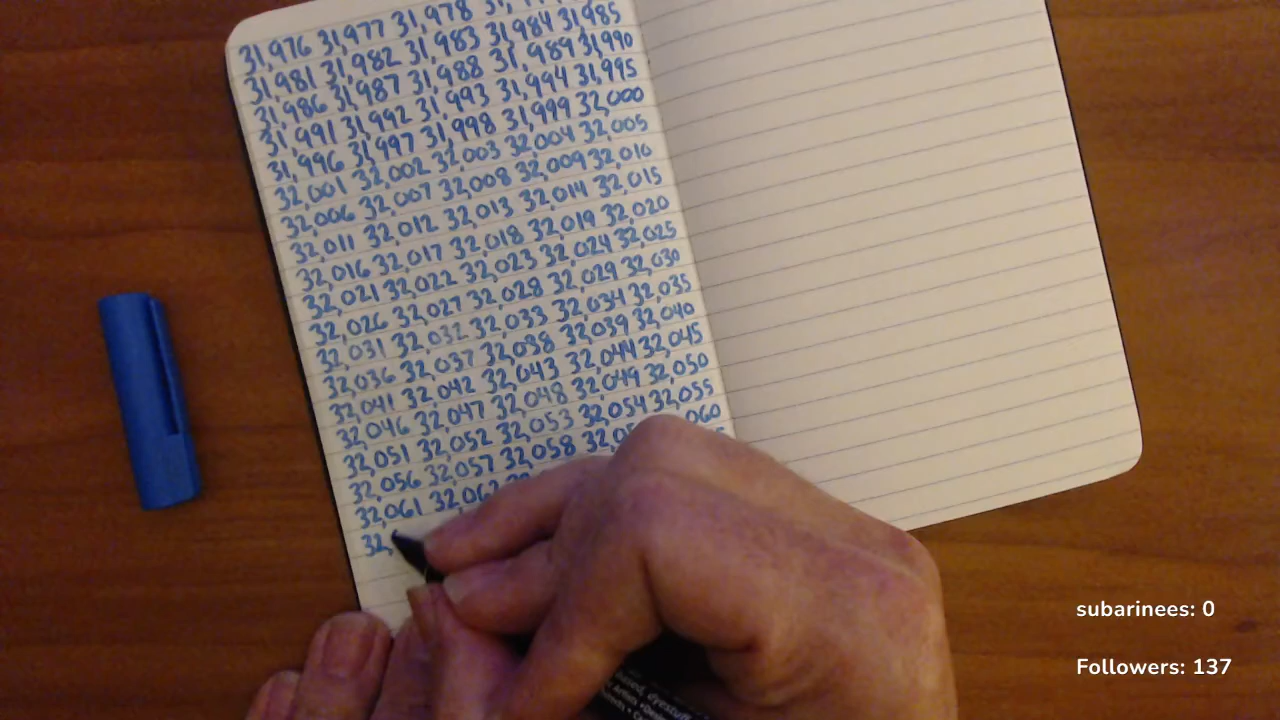 31,976 31,977 31,978
31,981 31,982 31,983 31,984 31,985
31,986 31,987 31,988 31,989 31,990
31,991 31,992 31,993 31,994 31,995
31,996 31,997 31,998 31,999 32,000
32,001 32,002 32,003 32,004 32,005
32,006 32,007 32,008 32,009 32,010
32,011 32,012 32,013 32,014 32,015
32,016 32,017 32,018 32,019 32,020
32,021 32,022 32,023 32,024 32,025
32,026 32,027 32,028 32,029 32,030
32,031 32,032 32,033 32,034 32,035
32,036 32,037 32,038 32,039 32,040
32,041 32,042 32,043 32,044 32,045
32,046 32,047 32,048 32,049 32,050
32,051 32,052 32,053 32,054 32,055
32,056 32,057 32,058 32,05 060
32,061 32,062
32,
subarinees: 0
Followers: 137